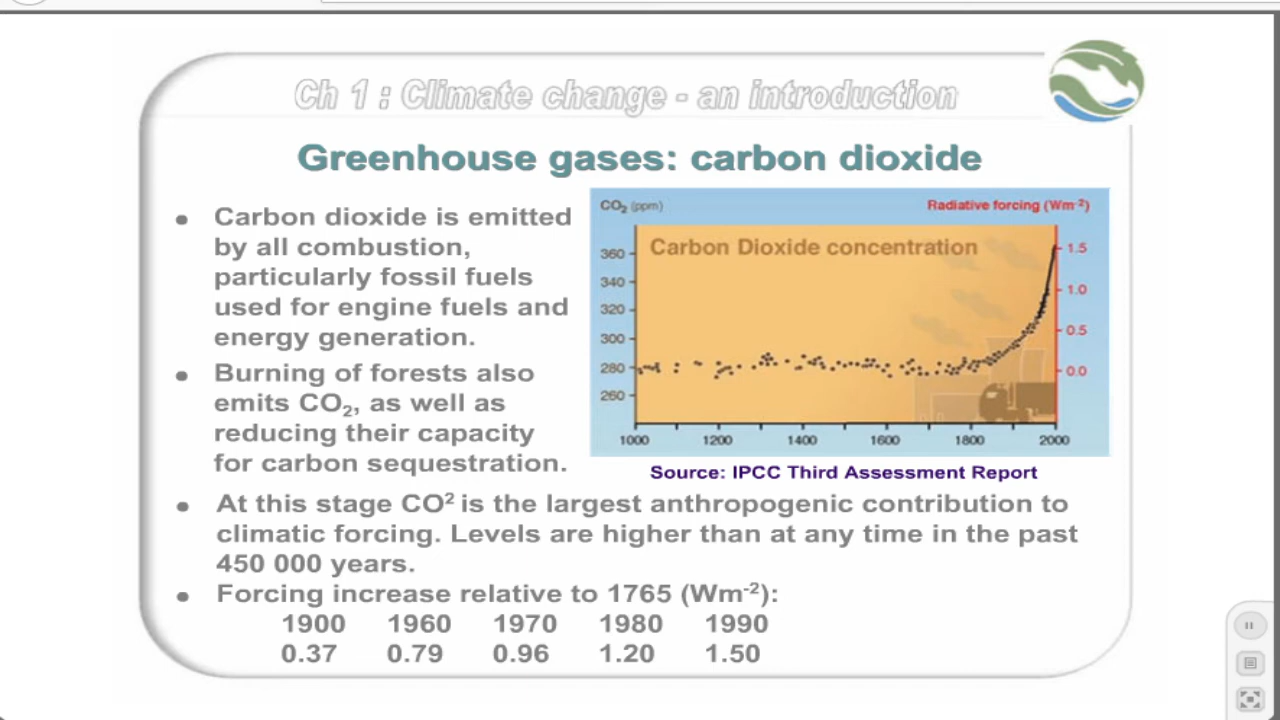 Ch 1 : Climate change - an introduction
Greenhouse gases: carbon dioxide
• Carbon dioxide is emitted
by all combustion,
particularly fossil fuels
used for engine fuels and
energy generation.
• Burning of forests also
emits CO₂, as well as
reducing their capacity
for carbon sequestration.
CO₂ (ppm)
Radiative forcing (Wm⁻²)
Carbon Dioxide concentration
360
340
320
300
280
260
1.5
1.0
0.5
0.0
1000 1200 1400 1600 1800 2000
Source: IPCC Third Assessment Report
• At this stage CO² is the largest anthropogenic contribution to
climatic forcing. Levels are higher than at any time in the past
450 000 years.
• Forcing increase relative to 1765 (Wm⁻²):
1900 1960 1970 1980 1990
0.37 0.79 0.96 1.20 1.50